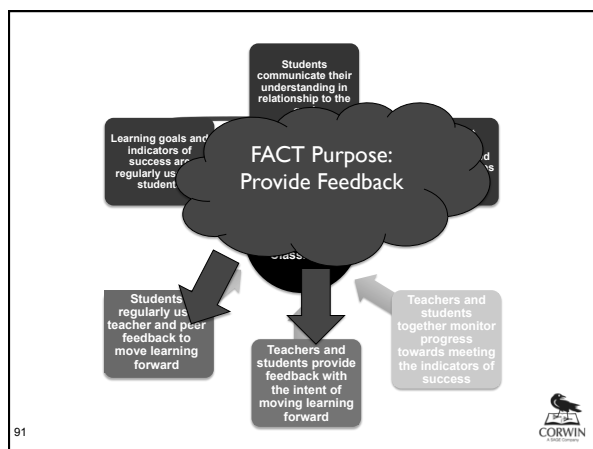 Students
communicate their
understanding in
relationship to the
Learning goals and
indicators of
success are
regularly
student
FACT Purpose:
Provide Feedback
Students
regularly use
teacher and peer
feedback to
move learning
forward
Teachers and
students provide
feedback with
the intent of
moving learning
forward
Teachers and
students
together monitor
progress
towards meeting
the indicators of
success
91
CORWIN
A SAGE Company